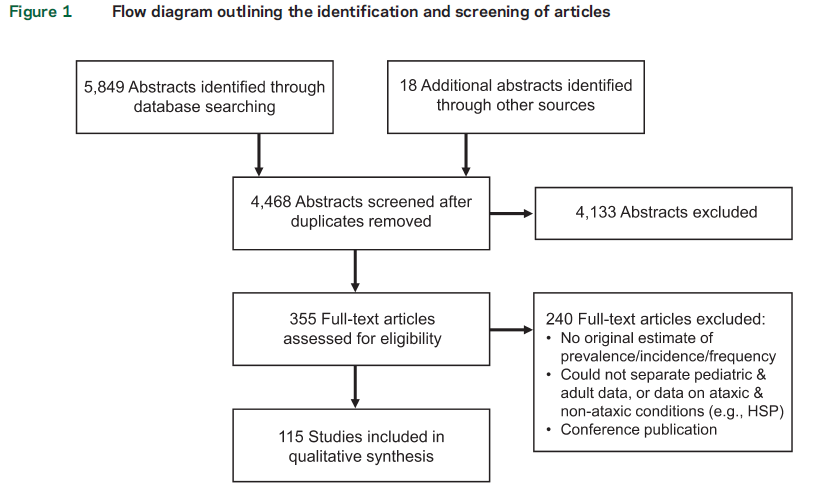 Figure 1 Flow diagram outlining the identification and screening of articles
5,849 Abstracts identified through
database searching
18 Additional abstracts identified
through other sources
4,468 Abstracts screened after
duplicates removed
4,133 Abstracts excluded
355 Full-text articles
assessed for eligibility
240 Full-text articles excluded:
• No original estimate of
prevalence/incidence/frequency
• Could not separate pediatric &
adult data, or data on ataxic &
non-ataxic conditions (e.g., HSP)
• Conference publication
115 Studies included in
qualitative synthesis